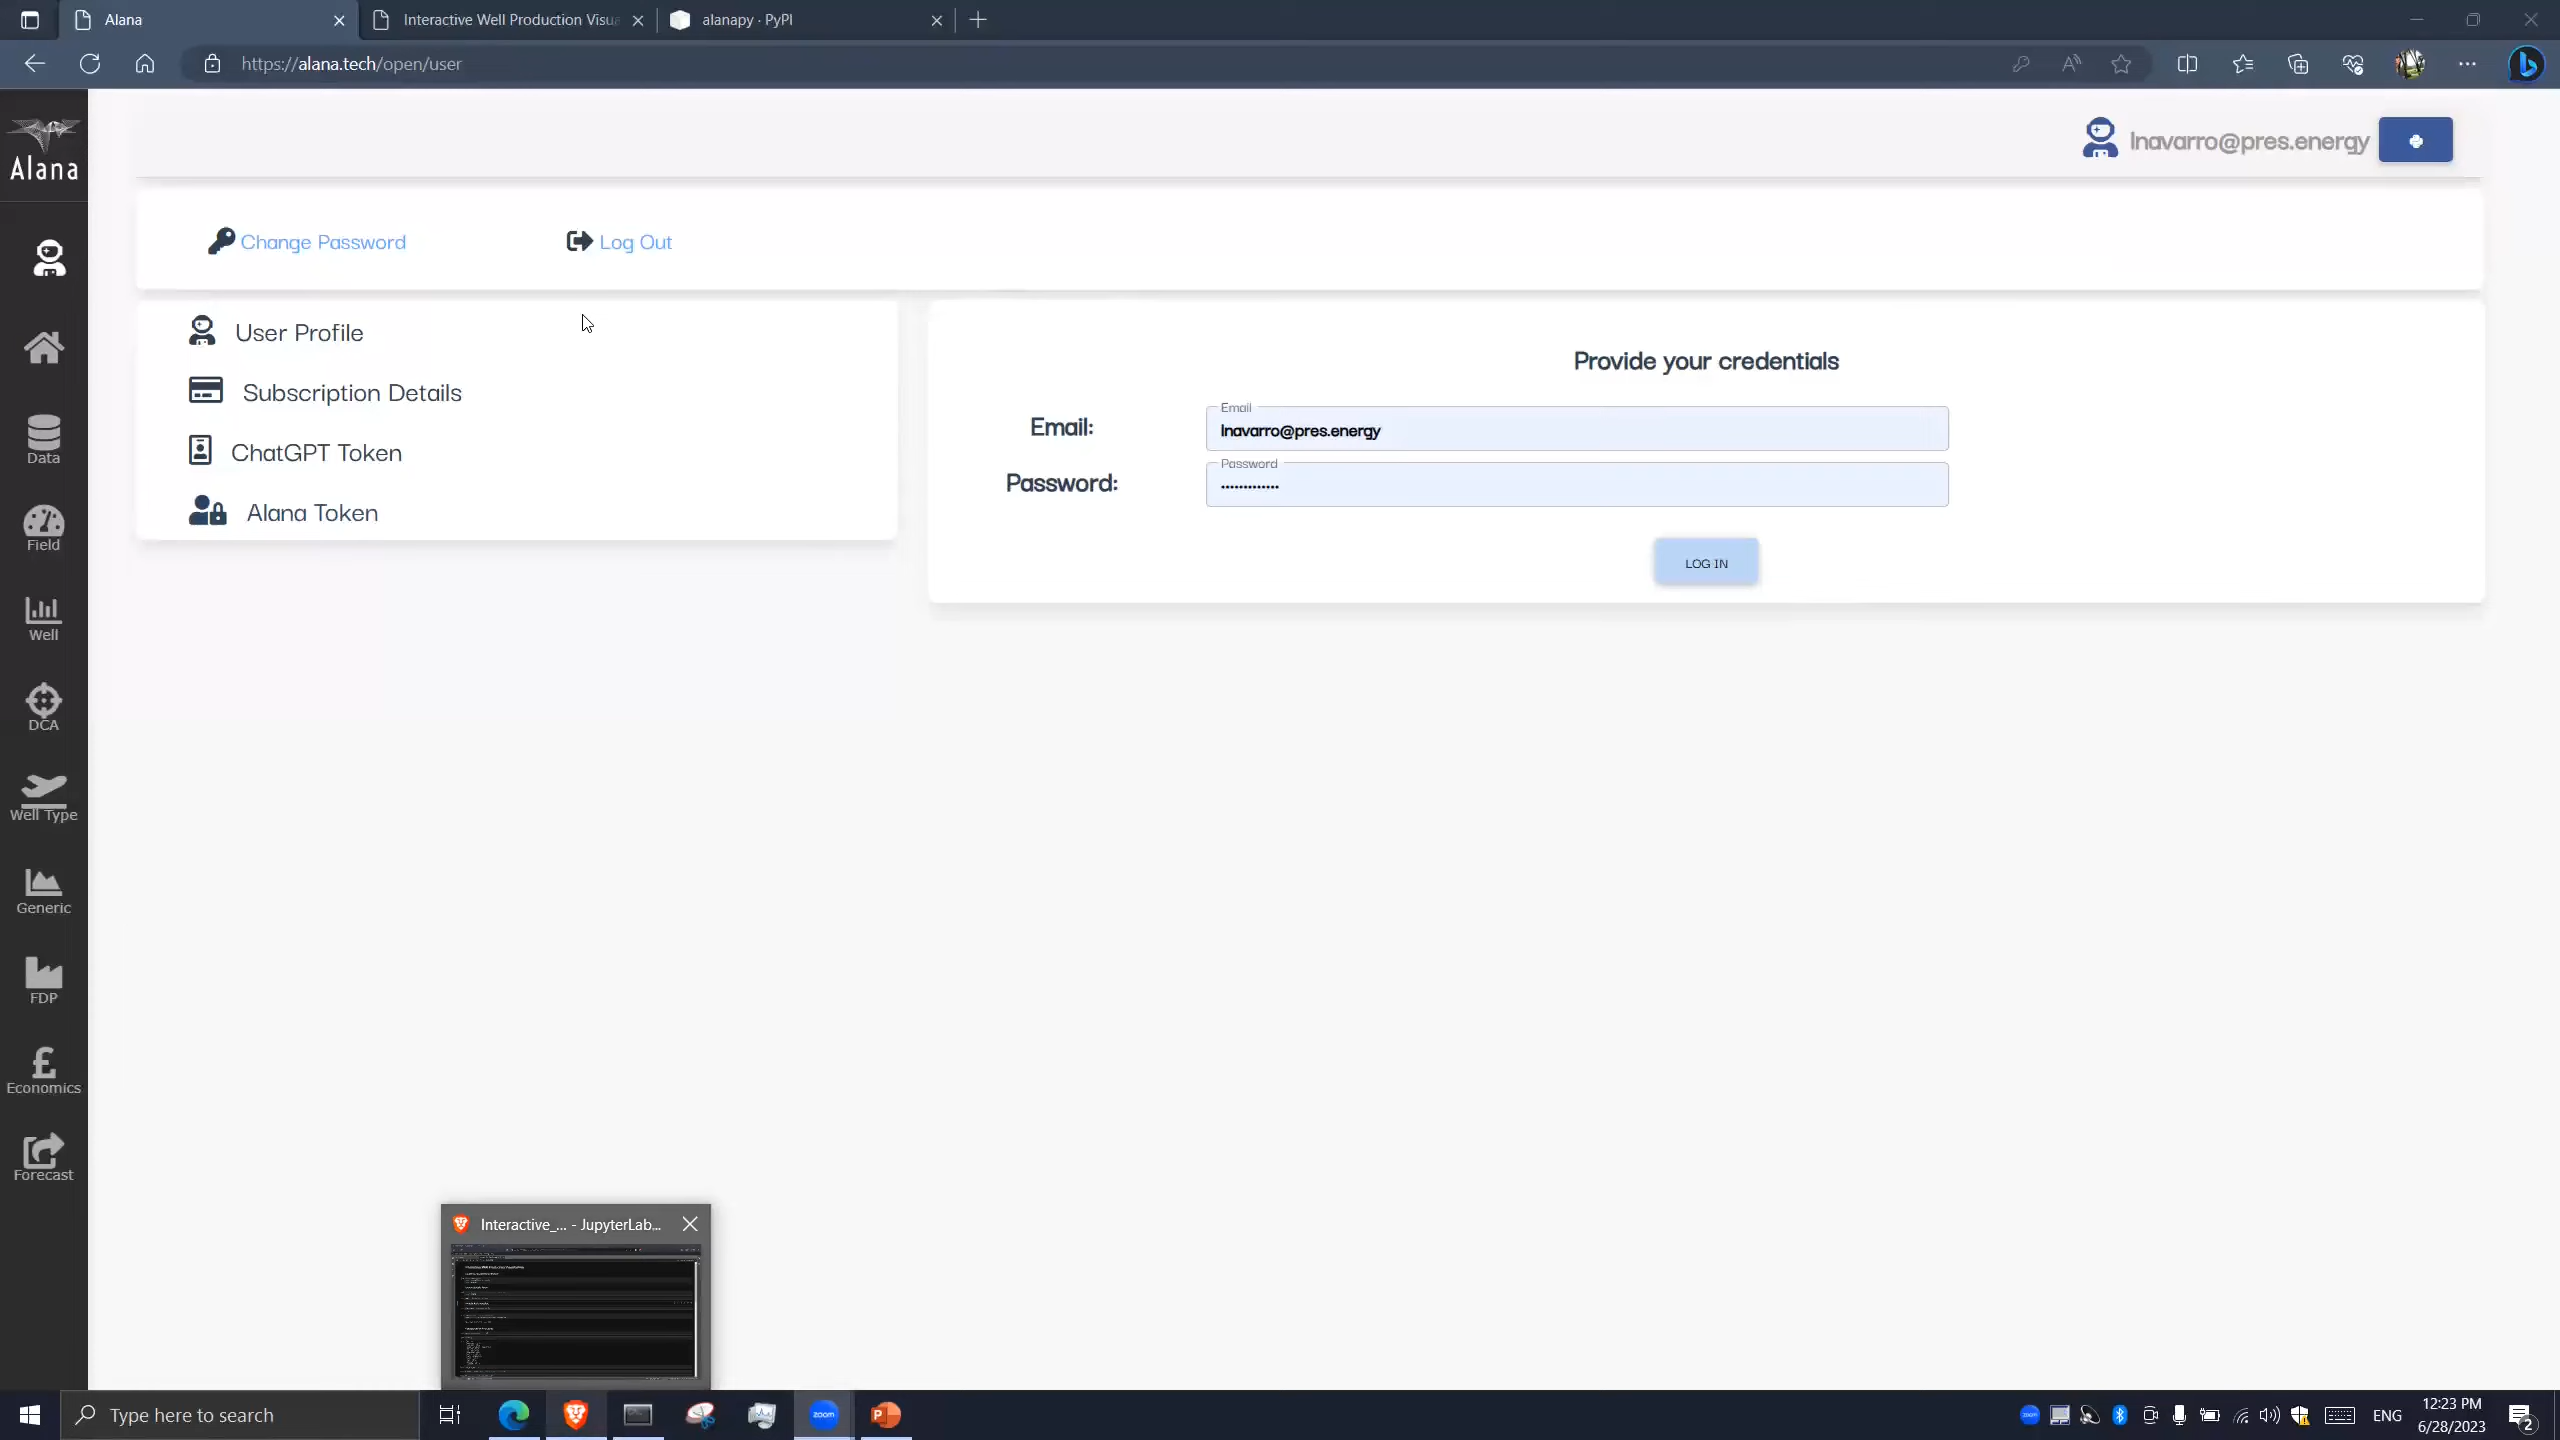 Alana
Interactive Well Production Visua
alanapy · PyPI
https://alana.tech/open/user
Alana
lnavarro@pres.energy
Change Password
Log Out
User Profile
Subscription Details
ChatGPT Token
Alana Token
Provide your credentials
Email:
Email
lnavarro@pres.energy
Password:
Password
•••••••••••••
LOG IN
Data
Field
Well
DCA
Well Type
Generic
FDP
Economics
Forecast
Interactive_... - JupyterLab...
Type here to search
zoom
ENG
12:23 PM
6/28/2023
2